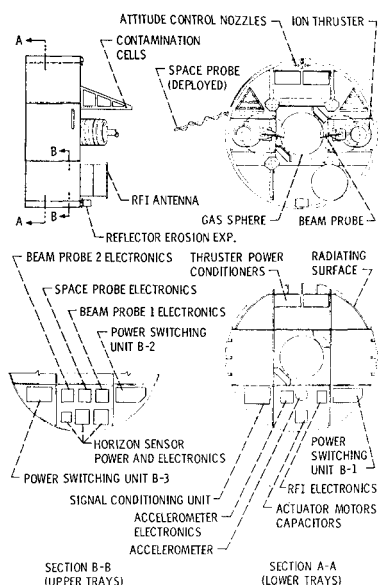 ATTITUDE CONTROL NOZZLES
ION THRUSTER
A
CONTAMINATION
CELLS
SPACE PROBE
(DEPLOYED)
B
B
A
RFI ANTENNA
GAS SPHERE
BEAM PROBE
REFLECTOR EROSION EXP.
BEAM PROBE 2 ELECTRONICS
SPACE PROBE ELECTRONICS
BEAM PROBE 1 ELECTRONICS
POWER SWITCHING
UNIT B-2
THRUSTER POWER
CONDITIONERS
RADIATING
SURFACE
HORIZON SENSOR
POWER AND ELECTRONICS
POWER SWITCHING UNIT B-3
POWER
SWITCHING
UNIT B-1
SIGNAL CONDITIONING UNIT
RFI ELECTRONICS
ACCELEROMETER
ELECTRONICS
ACTUATOR MOTORS
CAPACITORS
ACCELEROMETER
SECTION B-B
(UPPER TRAYS)
SECTION A-A
(LOWER TRAYS)